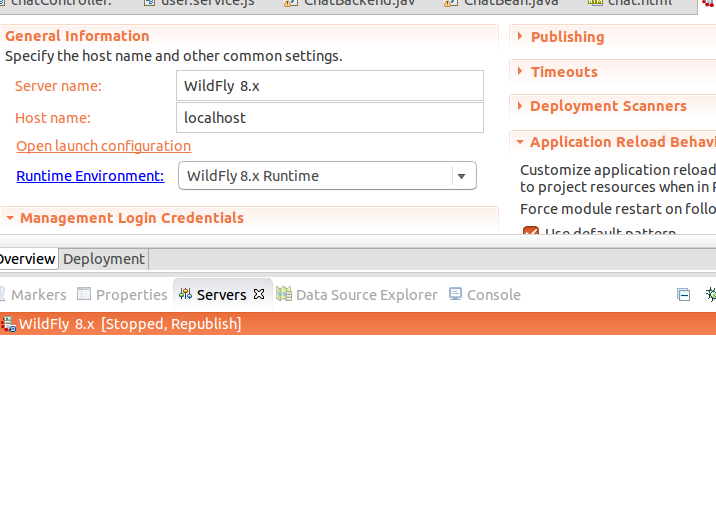 chatController.
user.service.js
ChatBackend.jav
ChatBean.java
chat.html
General Information
Specify the host name and other common settings.
Server name:
WildFly 8.x
Host name:
localhost
Open launch configuration
Runtime Environment:
WildFly 8.x Runtime
Management Login Credentials
Publishing
Timeouts
Deployment Scanners
Application Reload Behavi
Customize application reload
to project resources when in
Force module restart on follo
Use default pattern
Overview
Deployment
Markers
Properties
Servers
Data Source Explorer
Console
WildFly 8.x [Stopped, Republish]